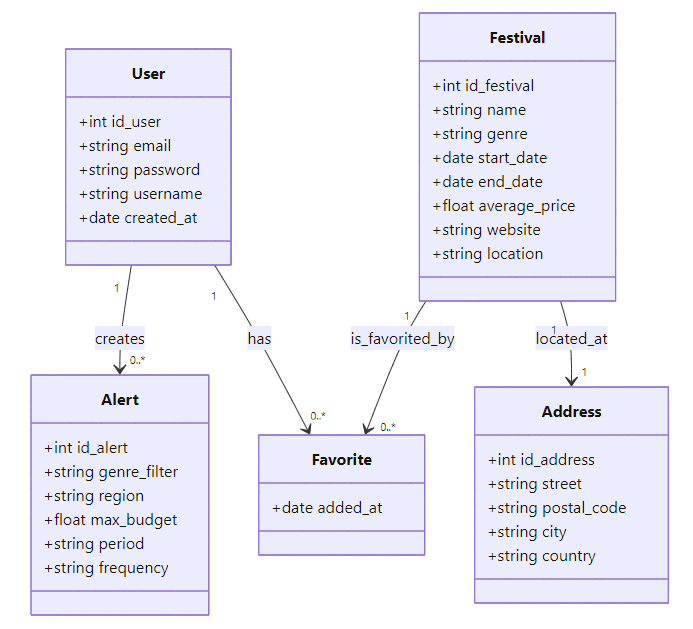 User
+int id_user
+string email
+string password
+string username
+date created_at
Festival
+int id_festival
+string name
+string genre
+date start_date
+date end_date
+float average_price
+string website
+string location
1
creates
0..*
1
has
0..*
1
is_favorited_by
0..*
1
located_at
1
Alert
+int id_alert
+string genre_filter
+string region
+float max_budget
+string period
+string frequency
Favorite
+date added_at
Address
+int id_address
+string street
+string postal_code
+string city
+string country